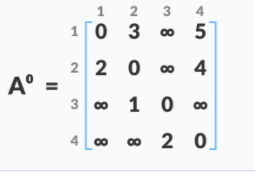 1 2 3 4
1 0 3 ∞ 5
2 2 0 ∞ 4
A⁰ =
3 ∞ 1 0 ∞
4 ∞ ∞ 2 0